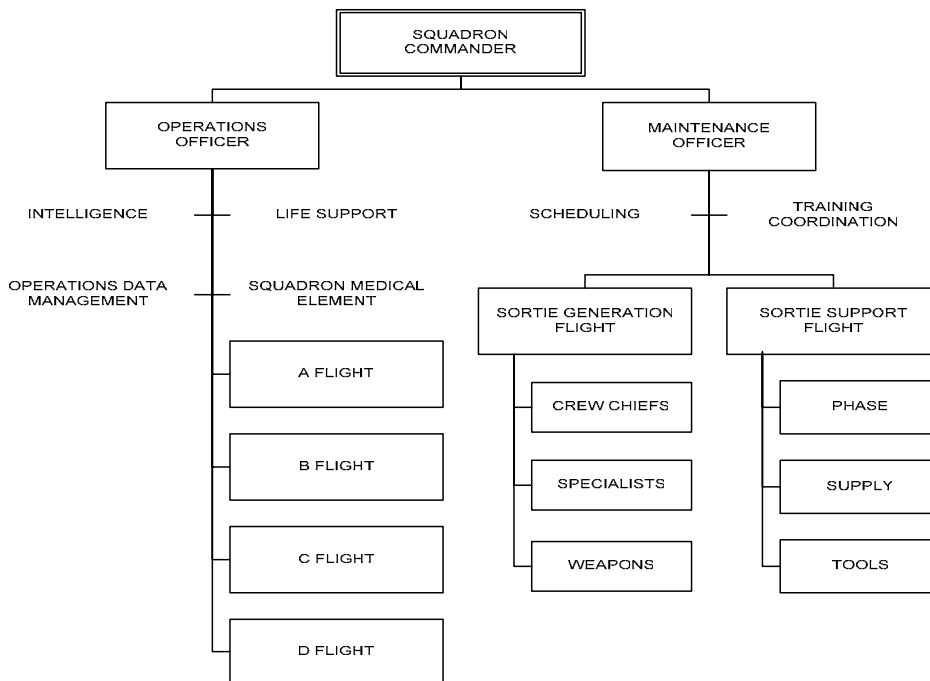 SQUADRON
COMMANDER
OPERATIONS
OFFICER
MAINTENANCE
OFFICER
INTELLIGENCE
LIFE SUPPORT
SCHEDULING
TRAINING
COORDINATION
OPERATIONS DATA
MANAGEMENT
SQUADRON MEDICAL
ELEMENT
SORTIE GENERATION
FLIGHT
SORTIE SUPPORT
FLIGHT
A FLIGHT
B FLIGHT
C FLIGHT
D FLIGHT
CREW CHIEFS
SPECIALISTS
WEAPONS
PHASE
SUPPLY
TOOLS